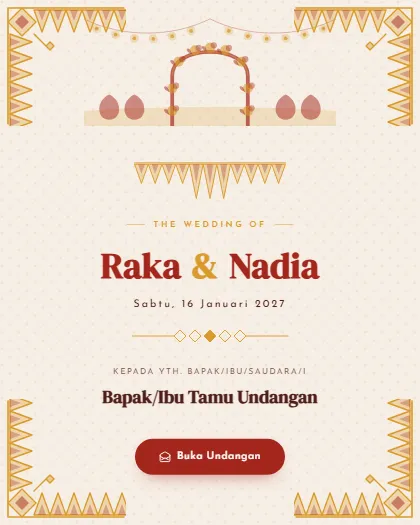 THE WEDDING OF
Raka & Nadia
Sabtu, 16 Januari 2027
KEPADA YTH. BAPAK/IBU/SAUDARA/I
Bapak/Ibu Tamu Undangan
Buka Undangan